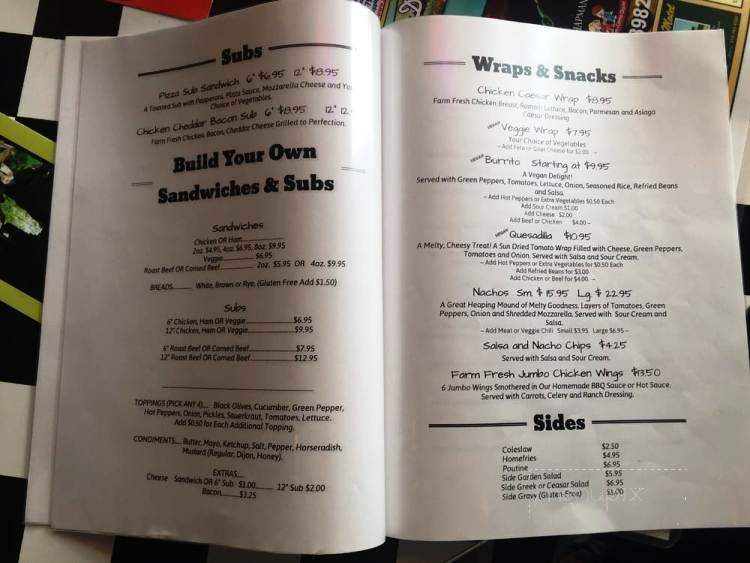 Subs
Pizza Sub Sandwich 6" $6.95 12" $8.95
A Toasted Sub with Pepperoni, Pizza Sauce, Mozzarella Cheese and
Choice of Vegetables.
Chicken Cheddar Bacon Sub 6" $8.95 12"
Farm Fresh Chicken, Bacon, Cheddar Cheese Grilled to Perfection.
Build Your Own
Sandwiches & Subs
Sandwiches
Chicken OR Ham
2oz. $4.95, 4oz. $6.95, 8oz. $9.95
Veggie $6.95
Roast Beef OR Corned Beef 2oz. $5.95 OR 4oz. $9.95
BREADS White, Brown or Rye, (Gluten Free Add $1.50)
Subs
6" Chicken, Ham OR Veggie $6.95
12" Chicken, Ham OR Veggie $9.95
6" Roast Beef OR Corned Beef $7.95
12" Roast Beef OR Corned Beef $12.95
TOPPINGS (PICK ANY 4).... Black Olives, Cucumber, Green Pepper,
Hot Peppers, Onion, Pickles, Sauerkraut, Tomatoes, Lettuce.
Add $0.50 for Each Additional Topping.
CONDIMENTS.... Butter, Mayo, Ketchup, Salt, Pepper, Horseradish,
Mustard (Regular, Dijon, Honey).
EXTRAS....
Cheese Sandwich OR 6" Sub $1.00 12" Sub $2.00
Bacon $3.25
Wraps & Snacks
Chicken Caesar Wrap $8.95
Farm Fresh Chicken Breast, Romain Lettuce, Bacon, Parmesan and Asiago
Caesar Dressing
Veggie Wrap $7.95
Your Choice of Vegetables
~ Add Feta or Goat Cheese for $2.00 ~
Burrito Starting at $9.95
A Vegan Delight!
Served with Green Peppers, Tomatoes, Lettuce, Onion, Seasoned Rice, Refried Beans
and Salsa.
~ Add Hot Peppers or Extra Vegetables $0.50 Each
Add Sour Cream $1.00
Add Cheese $2.00
Add Beef or Chicken $4.00 ~
Quesadilla $10.95
A Melty, Cheesy Treat! A Sun Dried Tomato Wrap Filled with Cheese, Green Peppers,
Tomatoes and Onion. Served with Salsa and Sour Cream.
~ Add Hot Peppers or Extra Vegetables for $0.50 Each
Add Refried Beans for $3.00
Add Chicken or Beef for $4.00. ~
Nachos Sm. $15.95 Lg. $22.95
A Great Heaping Mound of Melty Goodness. Layers of Tomatoes, Green
Peppers, Onion and Shredded Mozzarella. Served with Sour Cream and
Salsa.
~ Add Meat or Veggie Chili Small $3.95 Large $6.95 ~
Salsa and Nacho Chips $4.25
Served with Salsa and Sour Cream.
Farm Fresh Jumbo Chicken Wings $13.50
6 Jumbo Wings Smothered in Our Homemade BBQ Sauce or Hot Sauce.
Served with Carrots, Celery and Ranch Dressing.
Sides
Coleslaw $2.50
Homefries $4.95
Poutine $6.95
Side Garden Salad $5.95
Side Greek or Ceasar Salad $6.95
Side Gravy (Gluten Free)